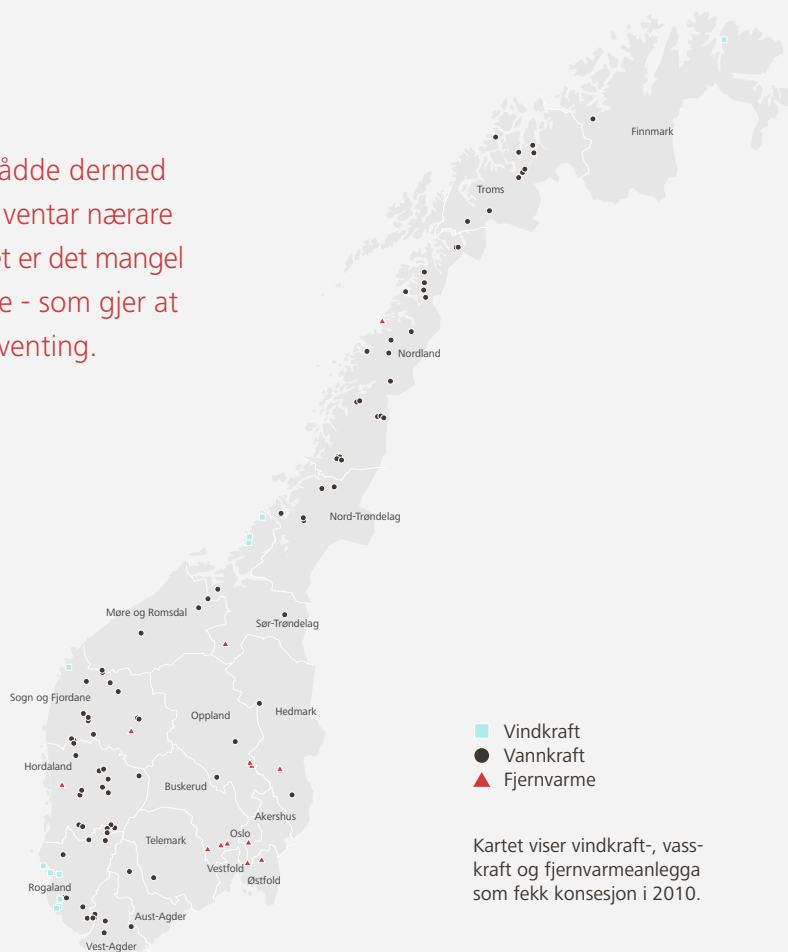 ventar nærare
er det mangel
- som gjer at
venting.
dermed
Finnmark
Troms
Nordland
Nord-Trøndelag
Møre og Romsdal
Sør-Trøndelag
Sogn og Fjordane
Oppland
Hedmark
Hordaland
Buskerud
Akershus
Telemark
Oslo
Vestfold
Østfold
Rogaland
Aust-Agder
Vest-Agder
Vindkraft
Vannkraft
Fjernvarme
Kartet viser vindkraft-, vass-
kraft og fjernvarmeanlegga
som fekk konsesjon i 2010.